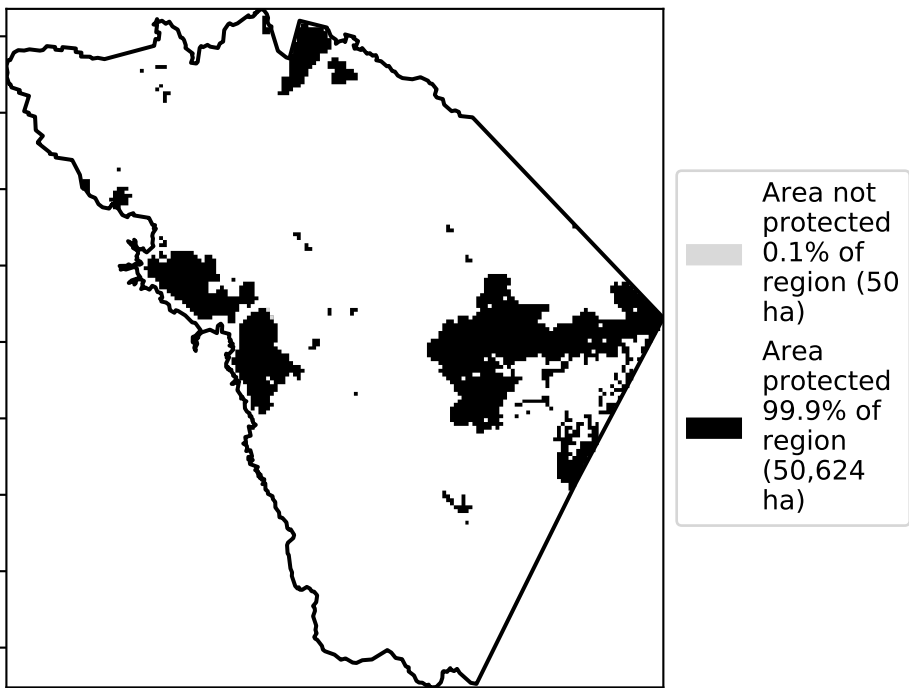 Area not
protected
0.1% of
region (50
ha)
Area
protected
99.9% of
region
(50,624
ha)